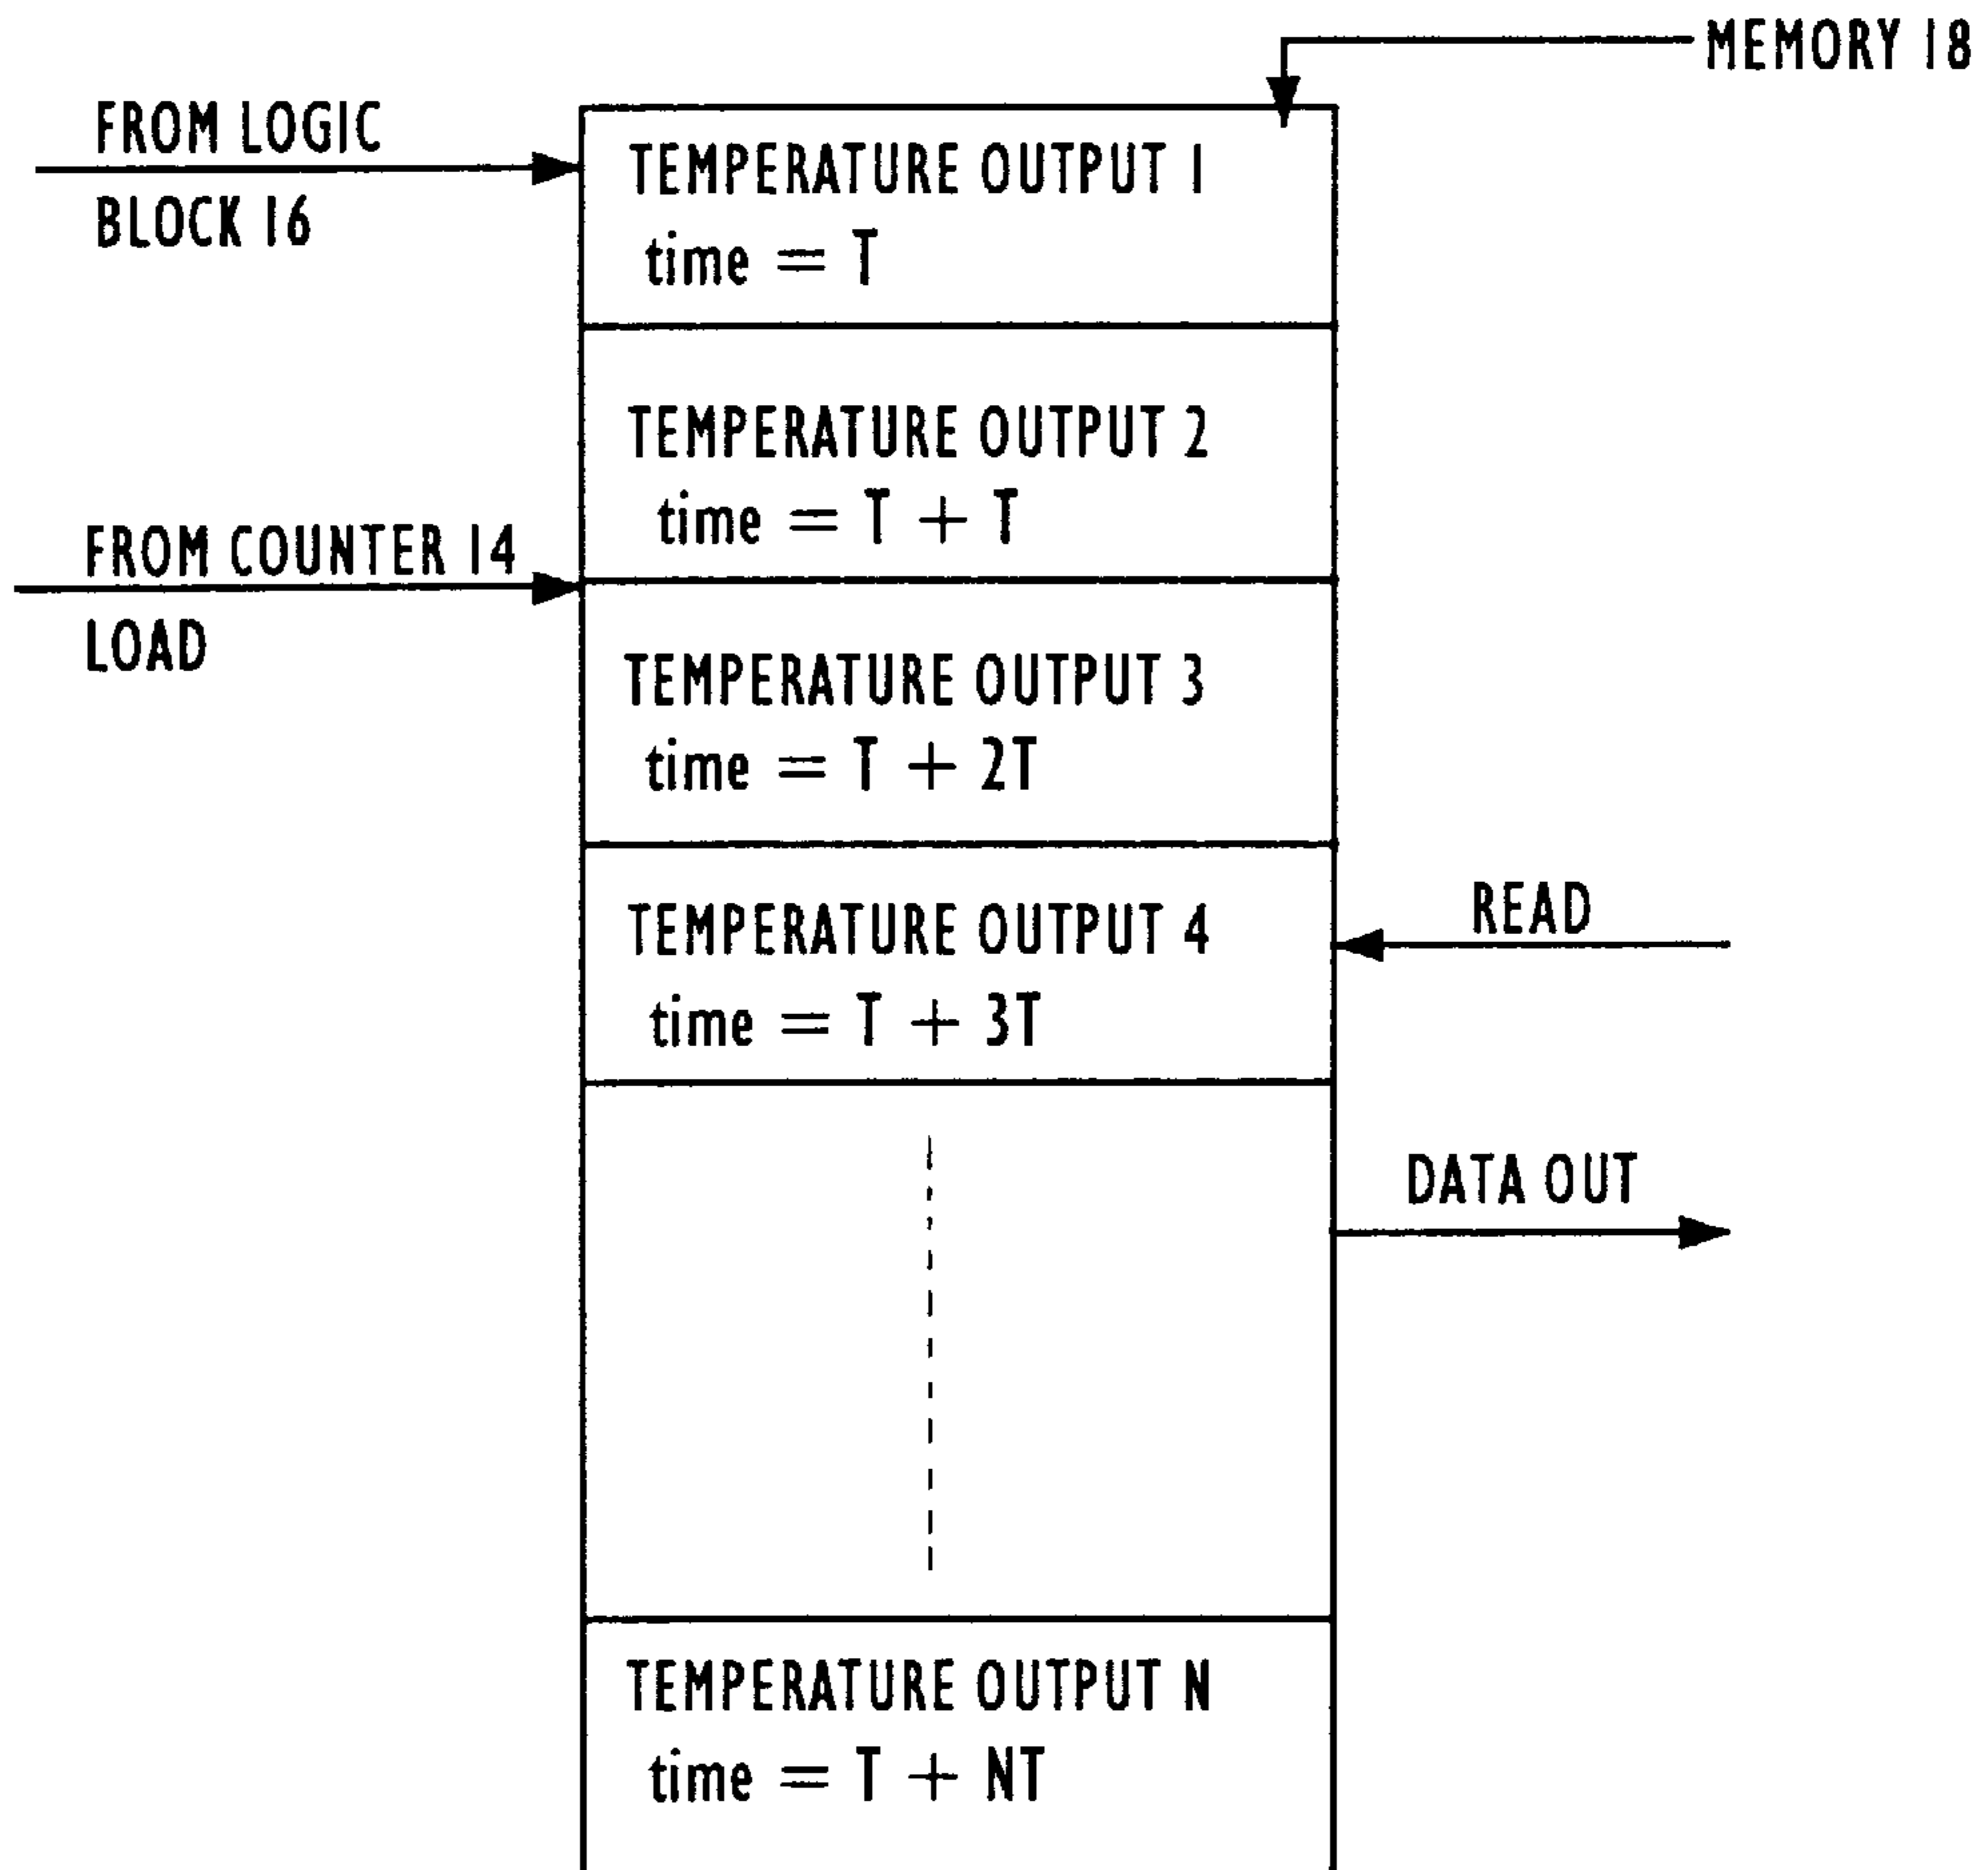 MEMORY 18
FROM LOGIC
BLOCK 16
TEMPERATURE OUTPUT 1
time = T
TEMPERATURE OUTPUT 2
time = T + T
FROM COUNTER 14
LOAD
TEMPERATURE OUTPUT 3
time = T + 2T
TEMPERATURE OUTPUT 4
time = T + 3T
READ
DATA OUT
TEMPERATURE OUTPUT N
time = T + NT